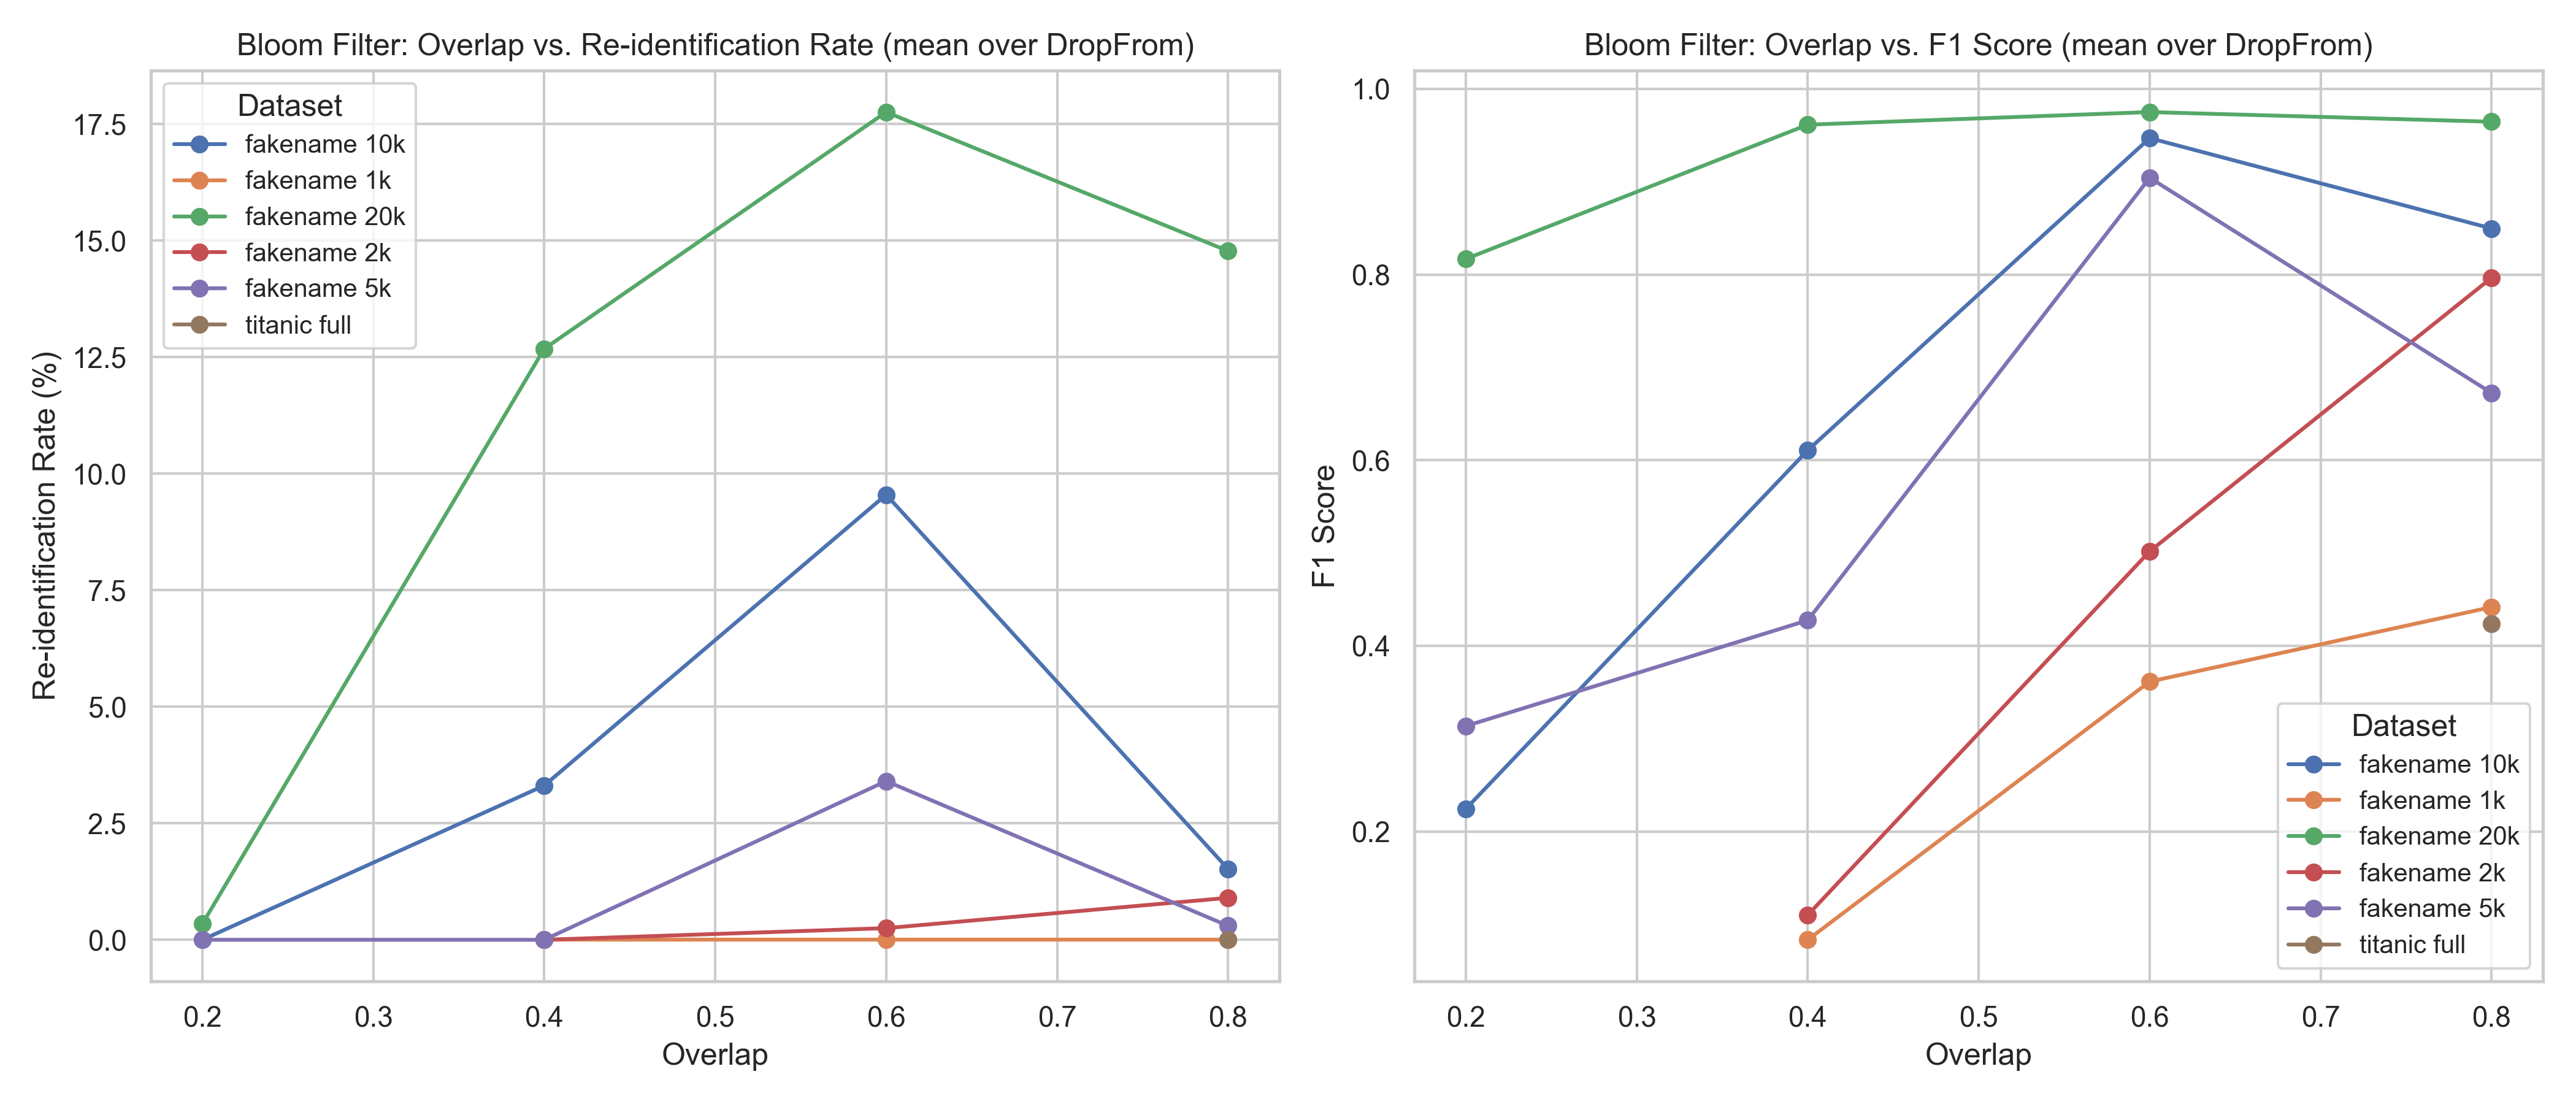 Bloom Filter: Overlap vs. Re-identification Rate (mean over DropFrom)
Dataset
fakename 10k
fakename 1k
fakename 20k
fakename 2k
fakename 5k
titanic full
Re-identification Rate (%)
17.5
15.0
12.5
10.0
7.5
5.0
2.5
0.0
0.2 0.3 0.4 0.5 0.6 0.7 0.8
Overlap
Bloom Filter: Overlap vs. F1 Score (mean over DropFrom)
F1 Score
1.0
0.8
0.6
0.4
0.2
Dataset
fakename 10k
fakename 1k
fakename 20k
fakename 2k
fakename 5k
titanic full
0.2 0.3 0.4 0.5 0.6 0.7 0.8
Overlap